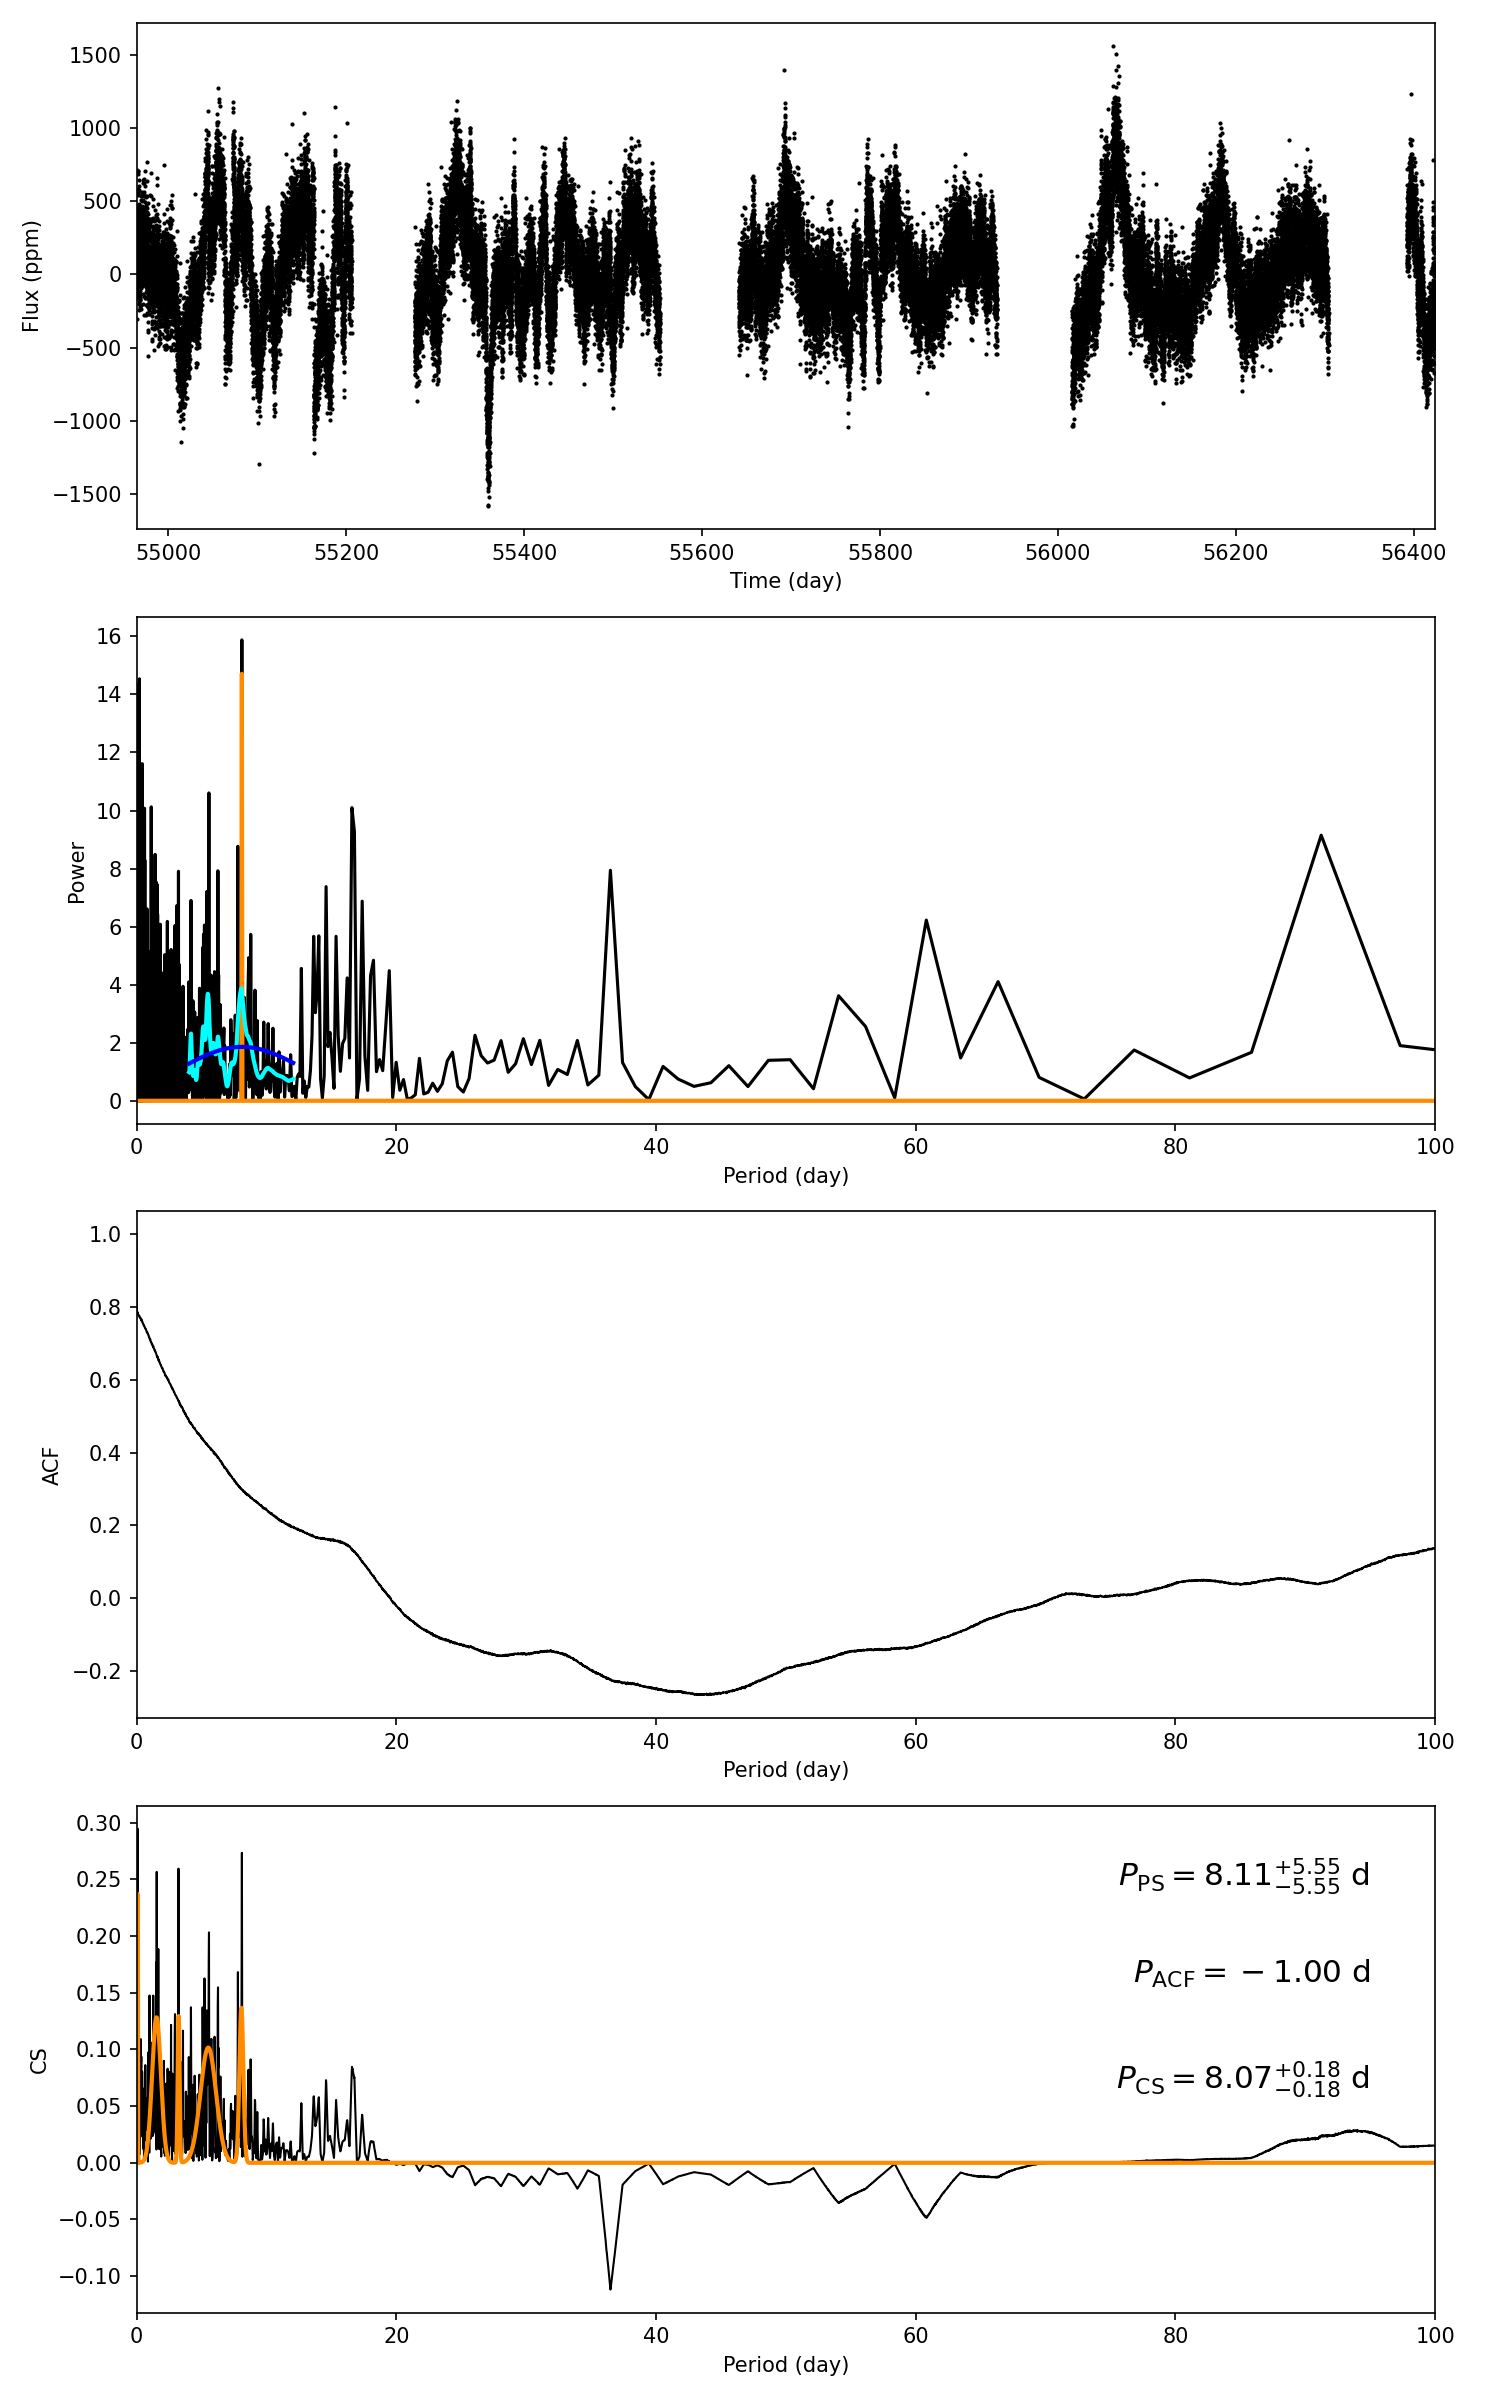 1500
1000
500
0
−500
−1000
−1500
Flux (ppm)
55000 55200 55400 55600 55800 56000 56200 56400
Time (day)
16
14
12
10
8
6
4
2
0
Power
0 20 40 60 80 100
Period (day)
1.0
0.8
0.6
0.4
0.2
0.0
−0.2
ACF
0 20 40 60 80 100
Period (day)
0.30
0.25
0.20
0.15
0.10
0.05
0.00
−0.05
−0.10
CS
P_PS = 8.11 +5.55 −5.55 d
P_ACF = −1.00 d
P_CS = 8.07 +0.18 −0.18 d
0 20 40 60 80 100
Period (day)